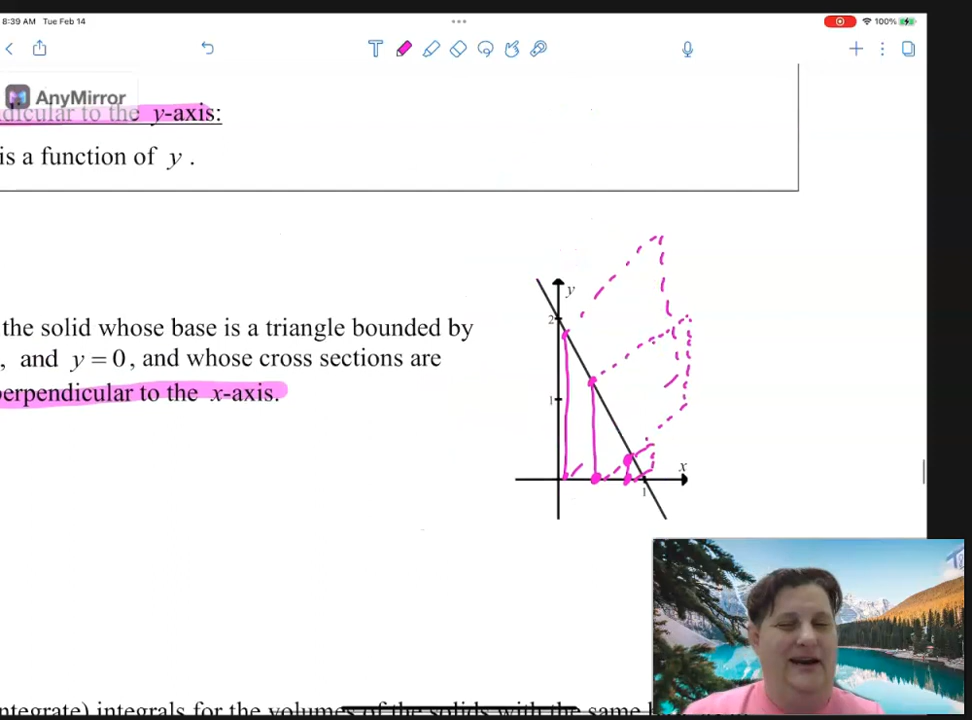 8:39 AM Tue Feb 14
100%
AnyMirror
dicular to the y-axis:
is a function of y .
y
2
1
x
1
the solid whose base is a triangle bounded by
, and y = 0, and whose cross sections are
perpendicular to the x-axis.
ntegrate) integrals for the volumes of the solids with the same